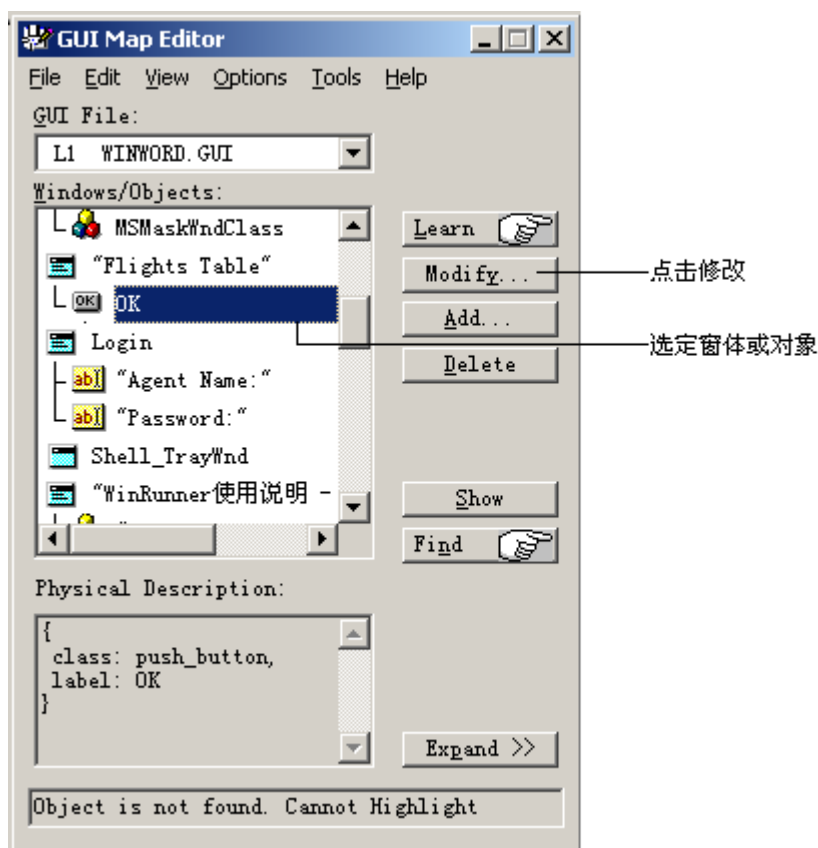 GUI Map Editor
File Edit View Options Tools Help
GUI File:
L1 WINWORD.GUI
Windows/Objects:
MSMaskWndClass
"Flights Table"
OK OK
Login
ab "Agent Name:"
ab "Password:"
Shell_TrayWnd
"WinRunner使用说明 -
Learn
Modify...
点击修改
Add...
选定窗体或对象
Delete
Show
Find
Physical Description:
{
class: push_button,
label: OK
}
Expand >>
Object is not found. Cannot Highlight